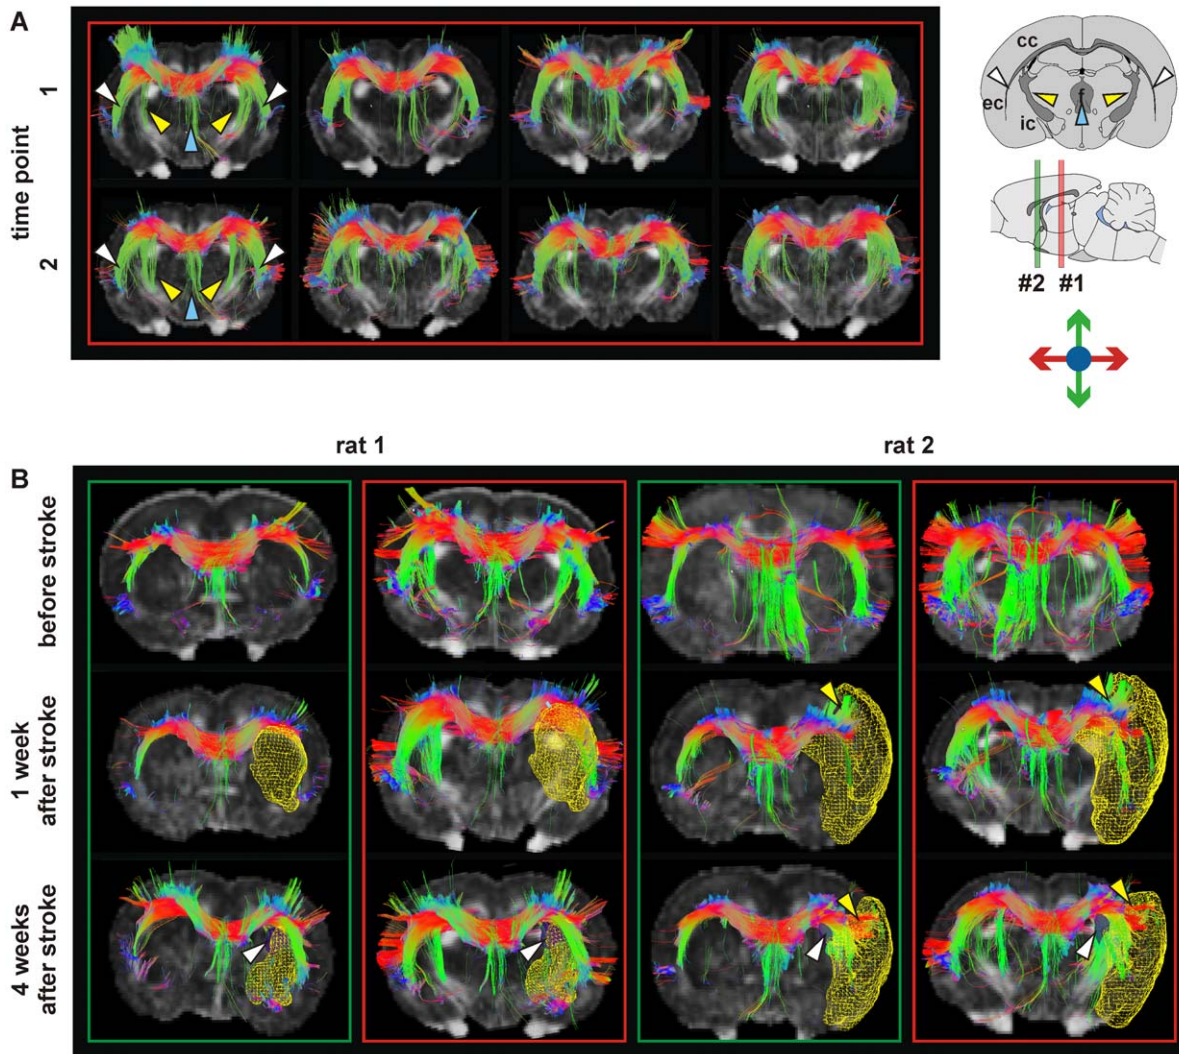 A
1
time point
2
cc
ec
f
ic
#2 #1
rat 1 rat 2
B
before stroke
1 week
after stroke
4 weeks
after stroke